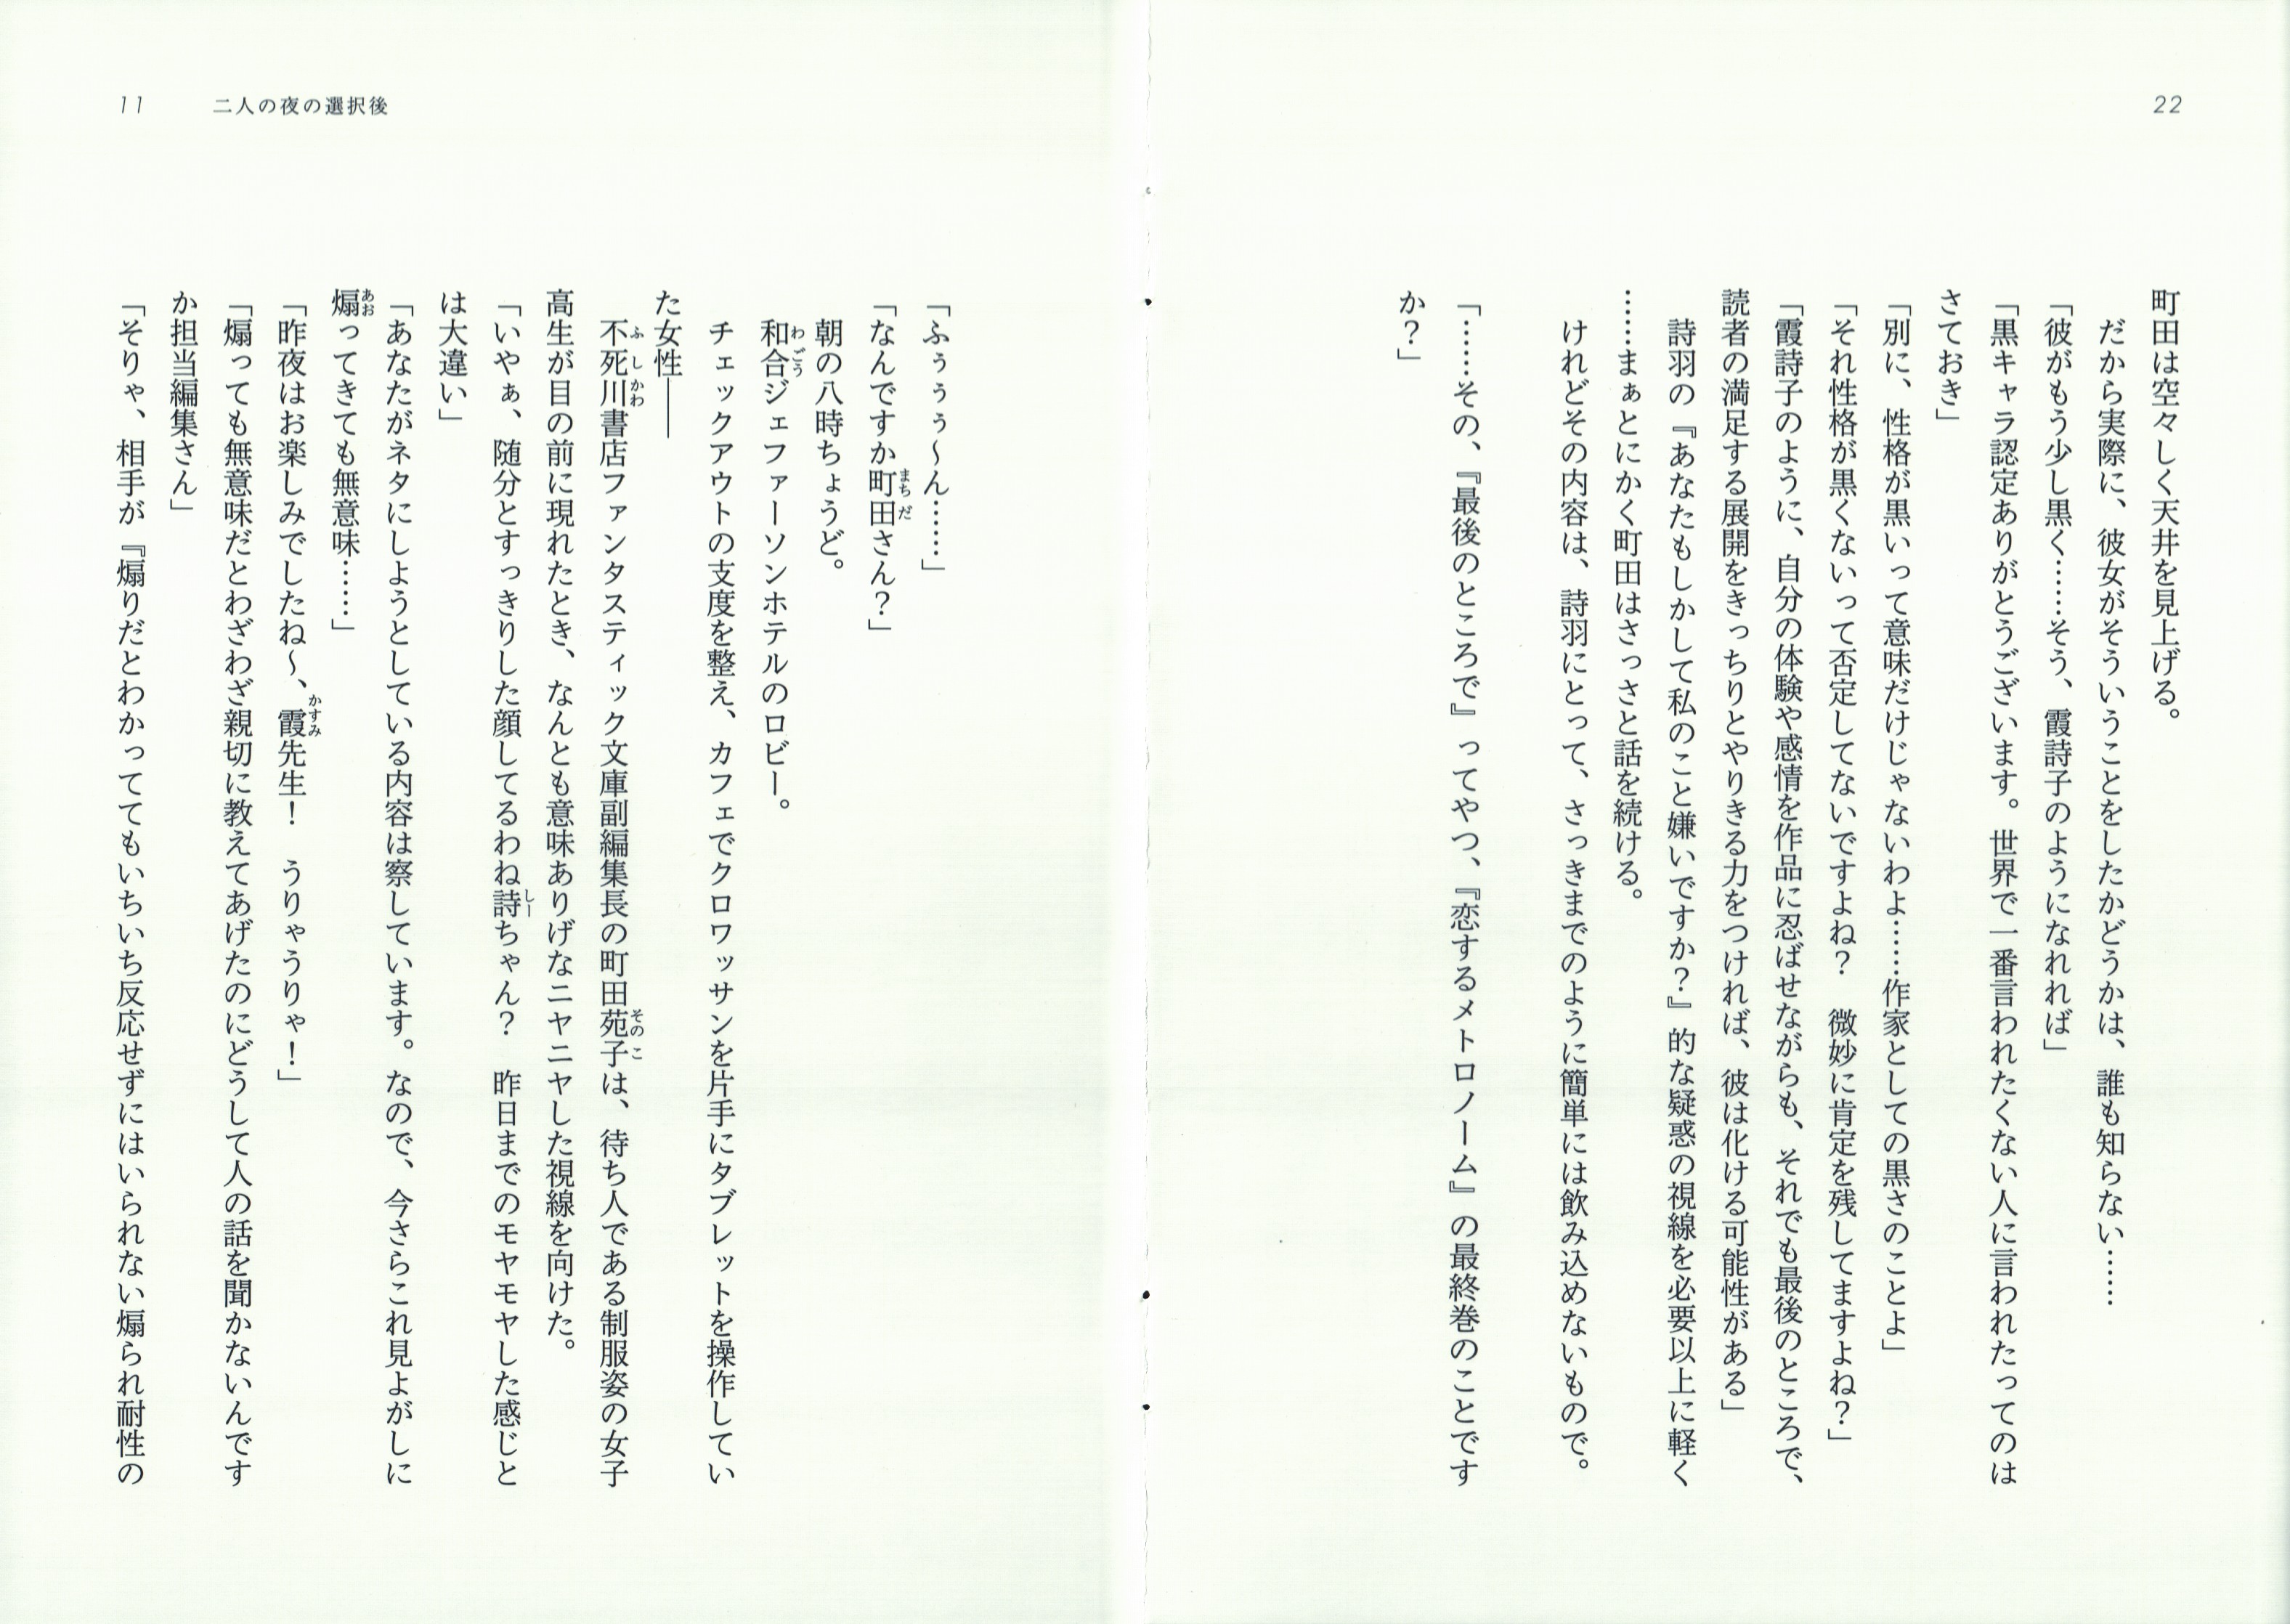 22
町田は空々しく天井を見上げる。
だから実際に、彼女がそういうことをしたかどうかは、誰も知らない……
「彼がもう少し黒く……そう、霞詩子のようになれれば」
「黒キャラ認定ありがとうございます。世界で一番言われたくない人に言われたってのは
さておき」
「別に、性格が黒いって意味だけじゃないわよ……作家としての黒さのことよ」
「それ性格が黒くないって否定してないですよね？　微妙に肯定を残してますよね？」
「霞詩子のように、自分の体験や感情を作品に忍ばせながらも、それでも最後のところで、
読者の満足する展開をきっちりとやりきる力をつければ、彼は化ける可能性がある」
詩羽の『あなたもしかして私のこと嫌いですか？』的な疑惑の視線を必要以上に軽く
……まぁとにかく町田はさっさと話を続ける。
けれどその内容は、詩羽にとって、さっきまでのように簡単には飲み込めないもので。
「……その、『最後のところで』ってやつ、『恋するメトロノーム』の最終巻のことです
か？」
11　二人の夜の選択後
「ふぅぅぅ～ん……」
「なんですか町田さん？」
朝の八時ちょうど。
和合ジェファーソンホテルのロビー。
チェックアウトの支度を整え、カフェでクロワッサンを片手にタブレットを操作してい
た女性――
不死川書店ファンタスティック文庫副編集長の町田苑子は、待ち人である制服姿の女子
高生が目の前に現れたとき、なんとも意味ありげなニヤニヤした視線を向けた。
「いやぁ、随分とすっきりした顔してるわね詩ちゃん？　昨日までのモヤモヤした感じと
は大違い」
「あなたがネタにしようとしている内容は察しています。なので、今さらこれ見よがしに
煽ってきても無意味……」
「昨夜はお楽しみでしたね～、霞先生！　うりゃうりゃ！」
「煽っても無意味だとわざわざ親切に教えてあげたのにどうして人の話を聞かないんです
か担当編集さん」
「そりゃ、相手が『煽りだとわかっててもいちいち反応せずにはいられない煽られ耐性の